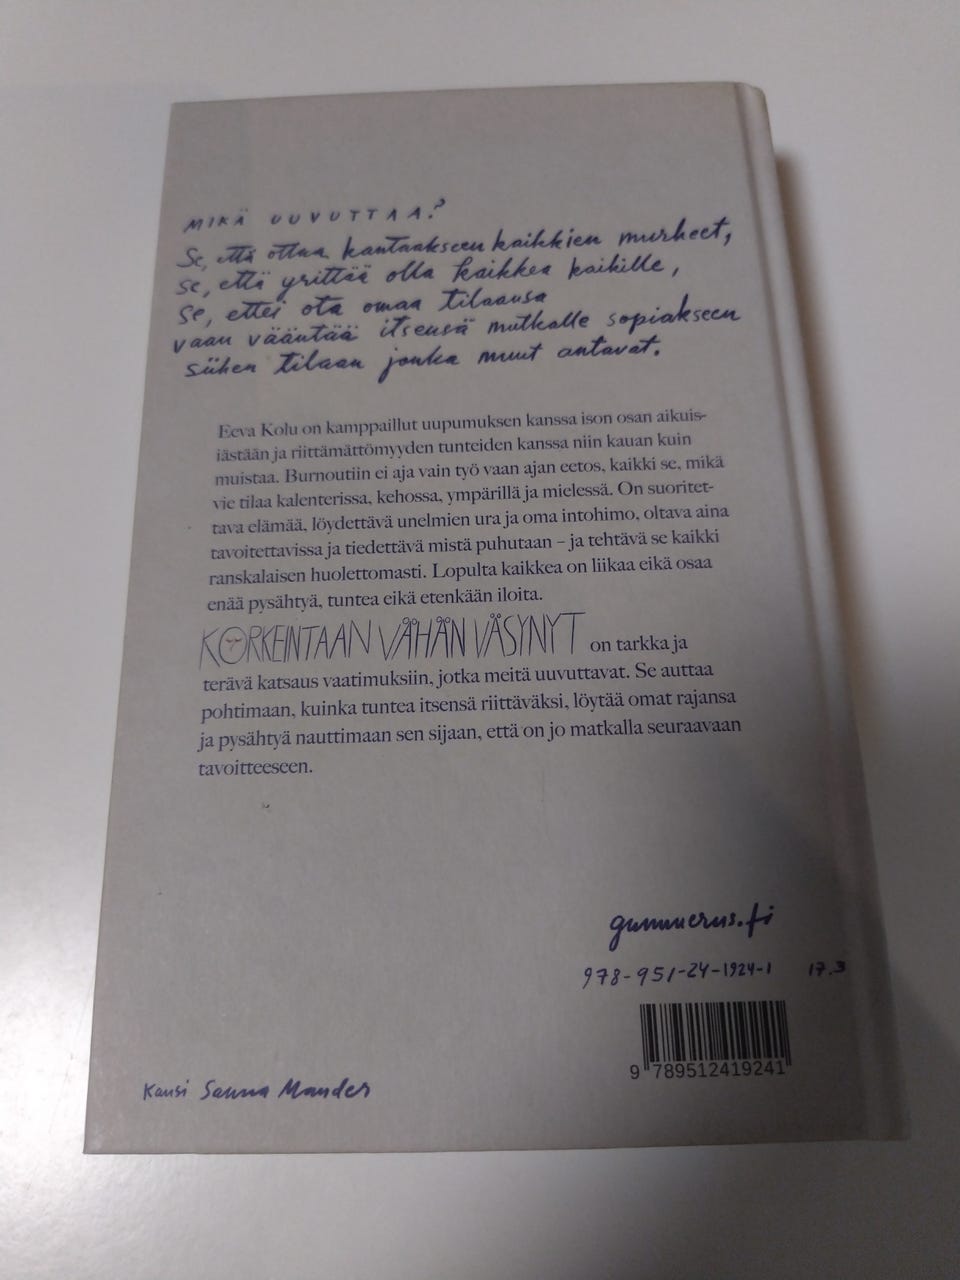 MIKÄ UUVUTTAA?
Se, että ottaa kantaakseen kaikkien murheet,
se, että yrittää olla kaikkea kaikille,
se, ettei ota omaa tilaansa
vaan vääntää itsensä mutkalle sopiakseen
siihen tilaan jonka muut antavat.
Eeva Kolu on kamppaillut uupumuksen kanssa ison osan aikuis-
iästään ja riittämättömyyden tunteiden kanssa niin kauan kuin
muistaa. Burnoutiin ei aja vain työ vaan ajan eetos, kaikki se, mikä
vie tilaa kalenterissa, kehossa, ympärillä ja mielessä. On suoritet-
tava elämää, löydettävä unelmien ura ja oma intohimo, oltava aina
tavoitettavissa ja tiedettävä mistä puhutaan – ja tehtävä se kaikki
ranskalaisen huolettomasti. Lopulta kaikkea on liikaa eikä osaa
enää pysähtyä, tuntea eikä etenkään iloita.
KORKEINTAAN VÄHÄN VÄSYNYT on tarkka ja
terävä katsaus vaatimuksiin, jotka meitä uuvuttavat. Se auttaa
pohtimaan, kuinka tuntea itsensä riittäväksi, löytää omat rajansa
ja pysähtyä nauttimaan sen sijaan, että on jo matkalla seuraavaan
tavoitteeseen.
gummerus.fi
978-951-24-1924-1 17.3
9 789512419241
Kansi Sanna Mander